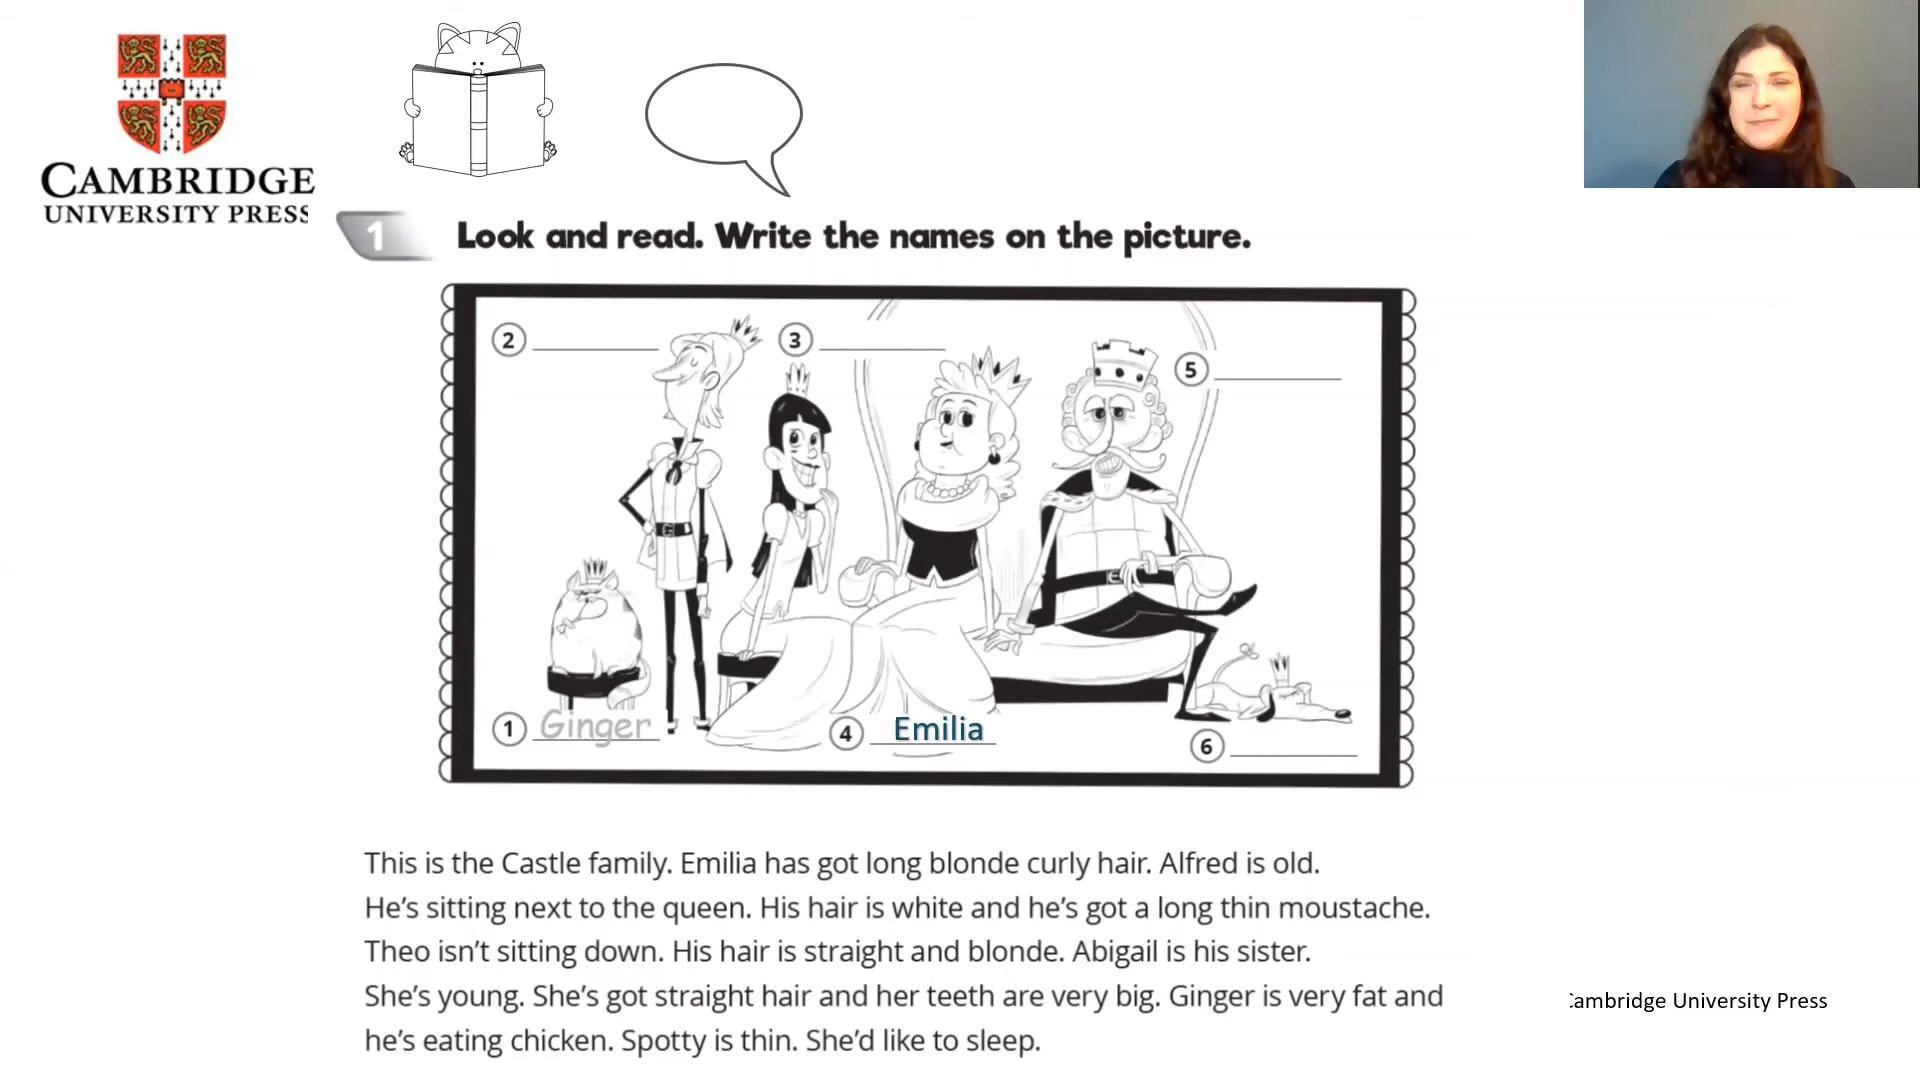 CAMBRIDGE
UNIVERSITY PRESS
1 Look and read. Write the names on the picture.
2
3
5
1 Ginger
4 Emilia
6
This is the Castle family. Emilia has got long blonde curly hair. Alfred is old.
He’s sitting next to the queen. His hair is white and he’s got a long thin moustache.
Theo isn’t sitting down. His hair is straight and blonde. Abigail is his sister.
She’s young. She’s got straight hair and her teeth are very big. Ginger is very fat and
he’s eating chicken. Spotty is thin. She’d like to sleep.
Cambridge University Press